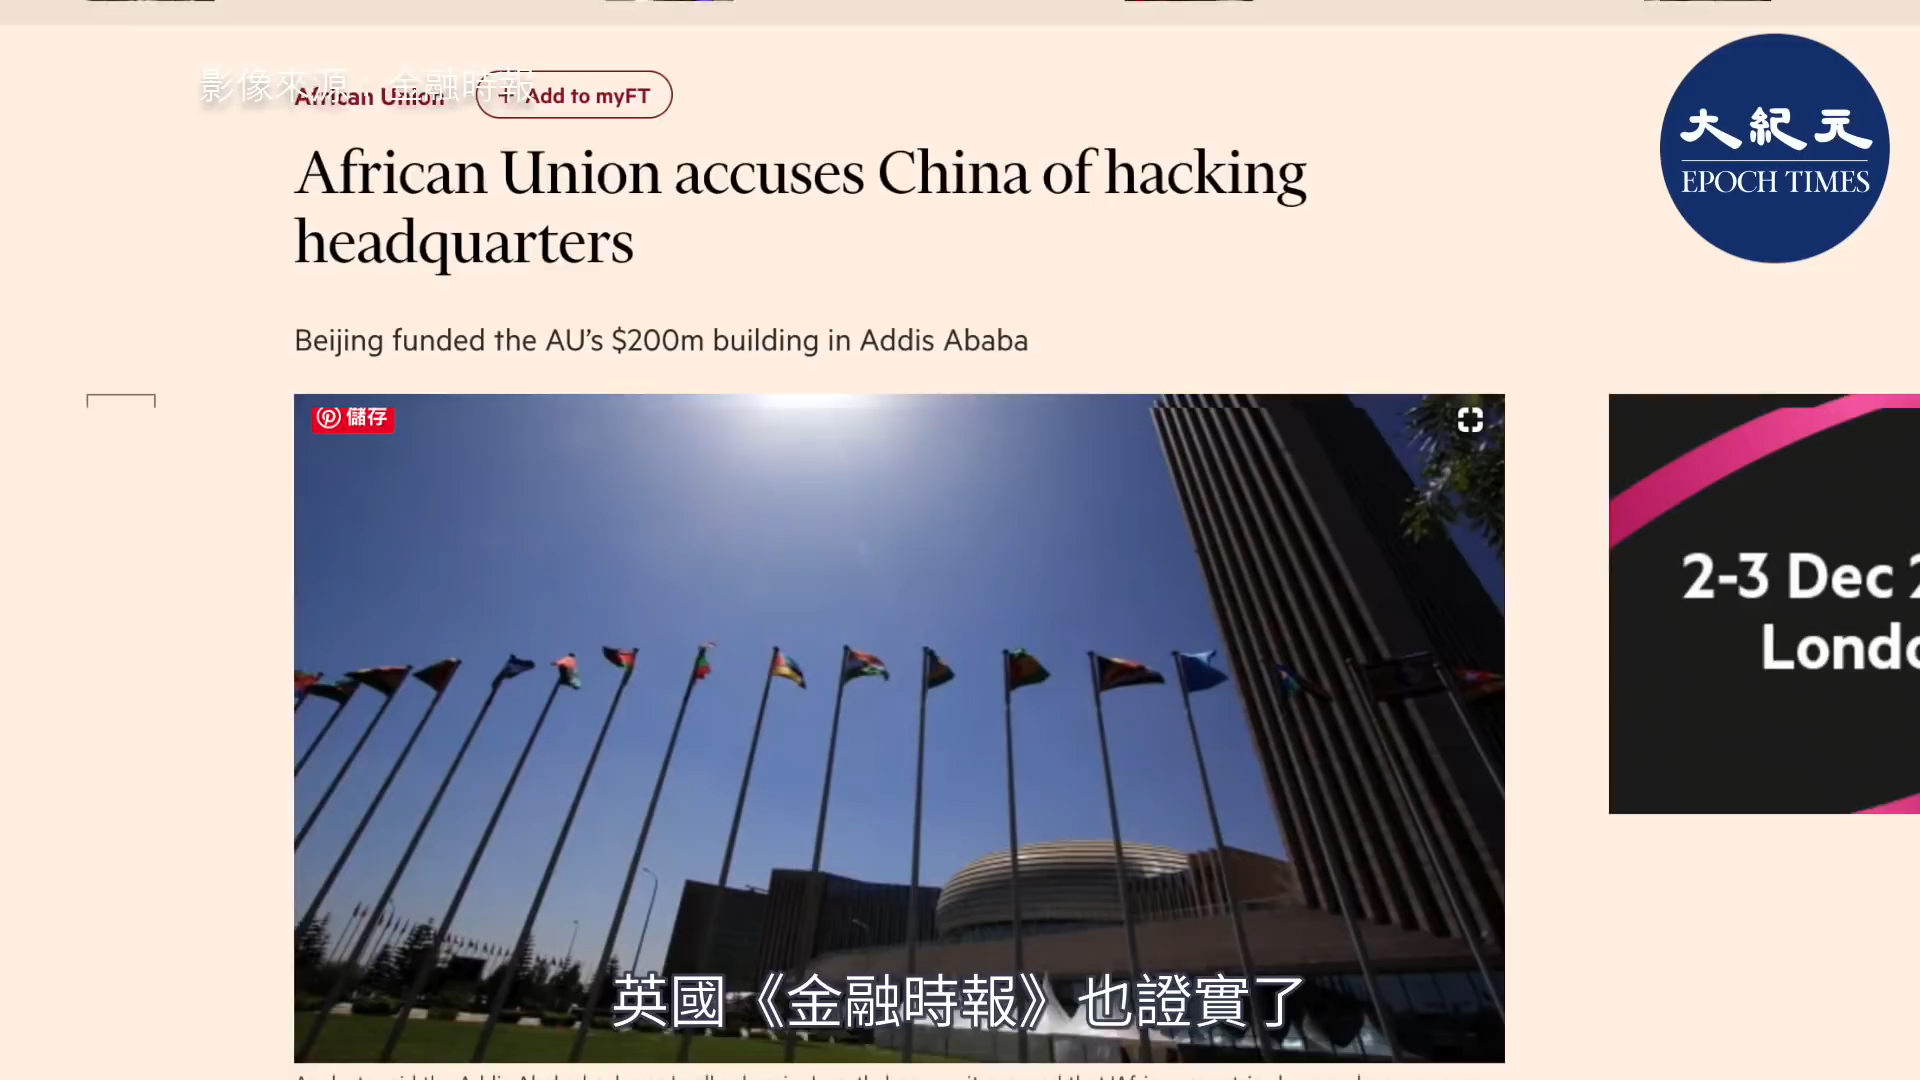 影像來源：金融時報
African Union
+ Add to myFT
大紀元
EPOCH TIMES
African Union accuses China of hacking
headquarters
Beijing funded the AU’s $200m building in Addis Ababa
儲存
2-3 Dec
英國《金融時報》也證實了